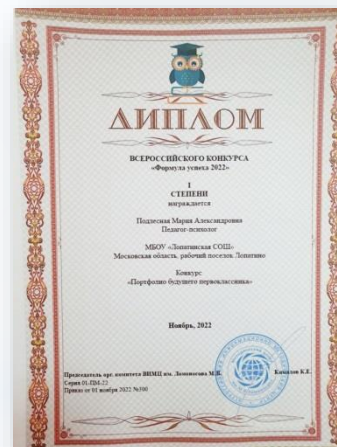 ДИПЛОМ
ВСЕРОССИЙСКОГО КОНКУРСА
«Формула успеха 2022»
I
СТЕПЕНИ
награждается
Подлесная Мария Александровна
Педагог-психолог
МБОУ «Лопатинская СОШ»
Московская область, рабочий поселок Лопатино
Конкурс
«Портфолио будущего первоклассника»
Ноябрь, 2022
Председатель орг. комитета ВНМЦ им. Ломоносова М.В.
Серия 01-ПМ-22
Приказ от 01 ноября 2022 №390